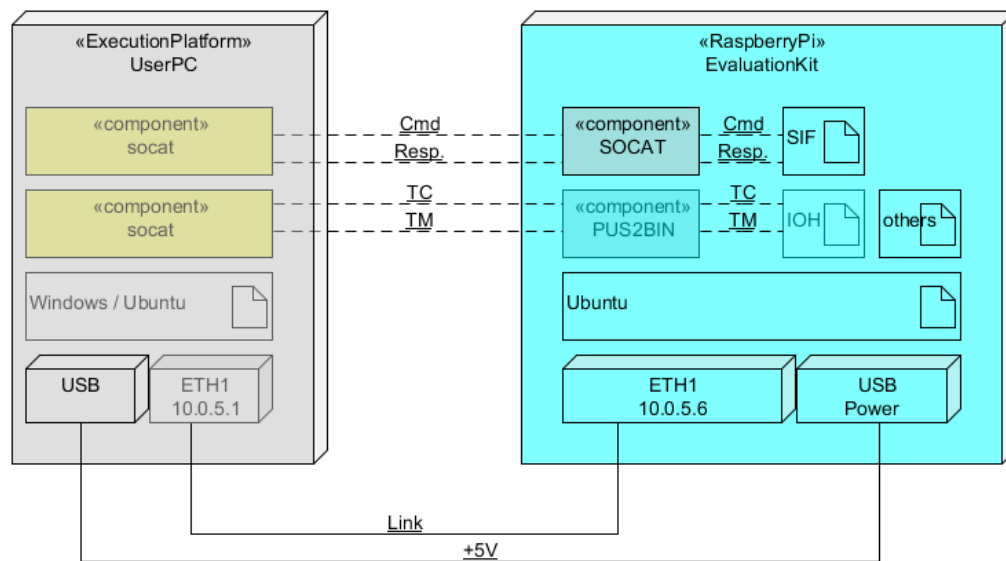 «ExecutionPlatform»
UserPC
«component»
socat
«component»
socat
Windows / Ubuntu
USB
ETH1
10.0.5.1
Cmd
Resp.
TC
TM
«RaspberryPi»
EvaluationKit
«component»
SOCAT
Cmd
Resp.
SIF
«component»
PUS2BIN
TC
TM
IOH
others
Ubuntu
ETH1
10.0.5.6
USB
Power
Link
+5V